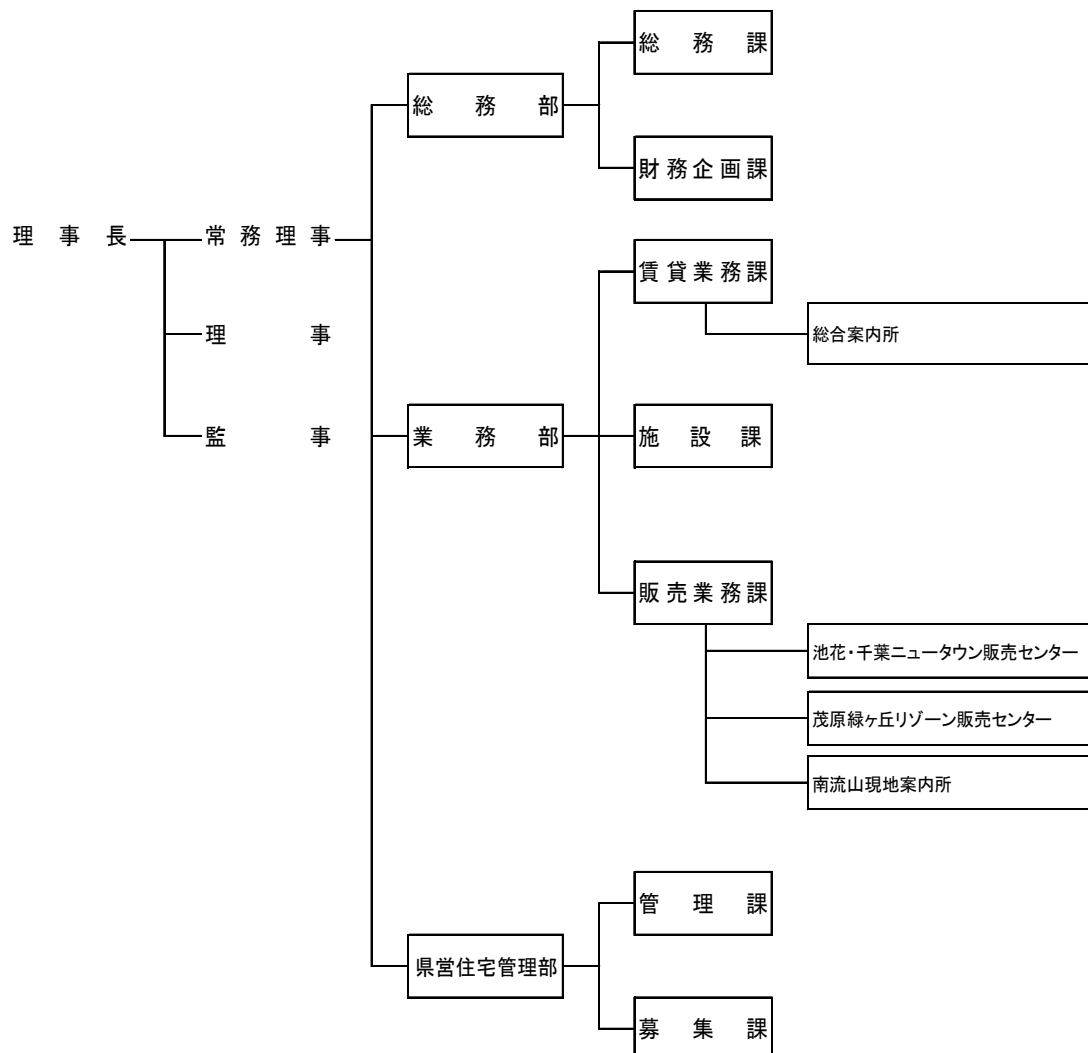 総務課
総務部
財務企画課
理事長
常務理事
賃貸業務課
総合案内所
理事
業務部
施設課
監事
販売業務課
池花・千葉ニュータウン販売センター
茂原緑ヶ丘リゾーン販売センター
南流山現地案内所
管理課
県営住宅管理部
募集課